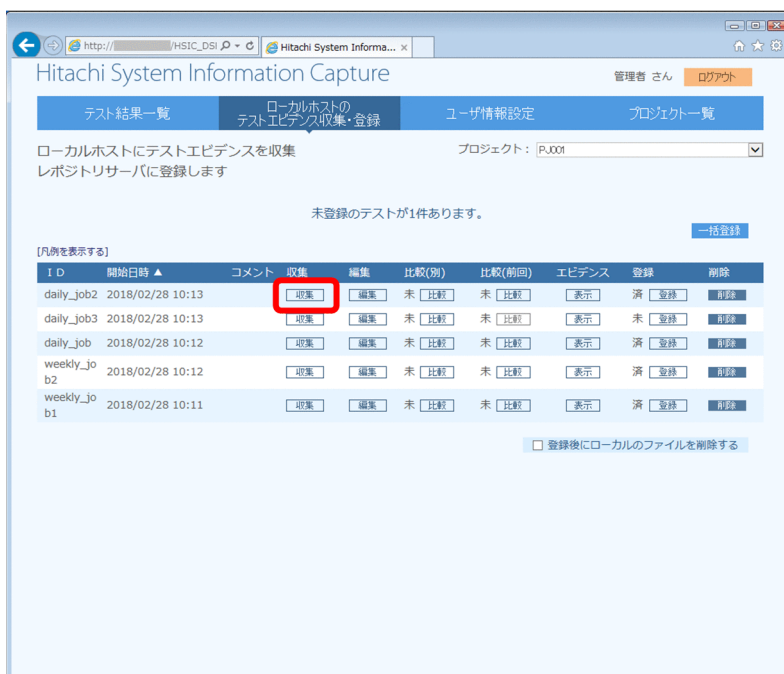 http:// /HSIC_DSI
Hitachi System Informa... ×
Hitachi System Information Capture
管理者 さん
ログアウト
テスト結果一覧
ローカルホストの
テストエビデンス収集・登録
ユーザ情報設定
プロジェクト一覧
ローカルホストにテストエビデンスを収集
レポジトリサーバに登録します
プロジェクト： PJ001
未登録のテストが1件あります。
一括登録
[凡例を表示する]
ＩＤ 開始日時 ▲ コメント 収集 編集 比較(別) 比較(前回) エビデンス 登録 削除
daily_job2 2018/02/28 10:13 収集 編集 未 比較 未 比較 表示 済 登録 削除
daily_job3 2018/02/28 10:13 収集 編集 未 比較 未 比較 表示 未 登録 削除
daily_job 2018/02/28 10:12 収集 編集 未 比較 未 比較 表示 済 登録 削除
weekly_jo
b2 2018/02/28 10:12 収集 編集 未 比較 未 比較 表示 済 登録 削除
weekly_jo
b1 2018/02/28 10:11 収集 編集 未 比較 未 比較 表示 済 登録 削除
登録後にローカルのファイルを削除する